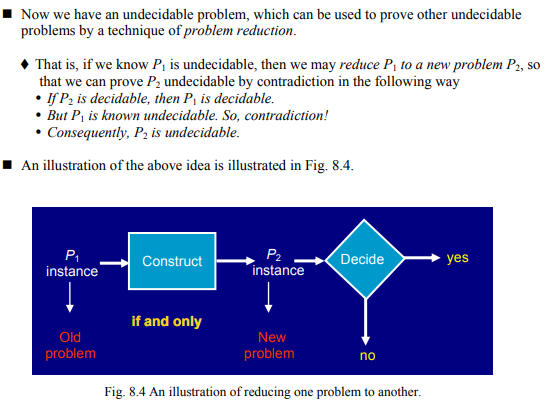 ■ Now we have an undecidable problem, which can be used to prove other undecidable
problems by a technique of problem reduction.
♦ That is, if we know P₁ is undecidable, then we may reduce P₁ to a new problem P₂, so
that we can prove P₂ undecidable by contradiction in the following way
• If P₂ is decidable, then P₁ is decidable.
• But P₁ is known undecidable. So, contradiction!
• Consequently, P₂ is undecidable.
■ An illustration of the above idea is illustrated in Fig. 8.4.
P₁
instance
Construct
P₂
instance
Decide
yes
if and only
Old
problem
New
problem
no
Fig. 8.4 An illustration of reducing one problem to another.